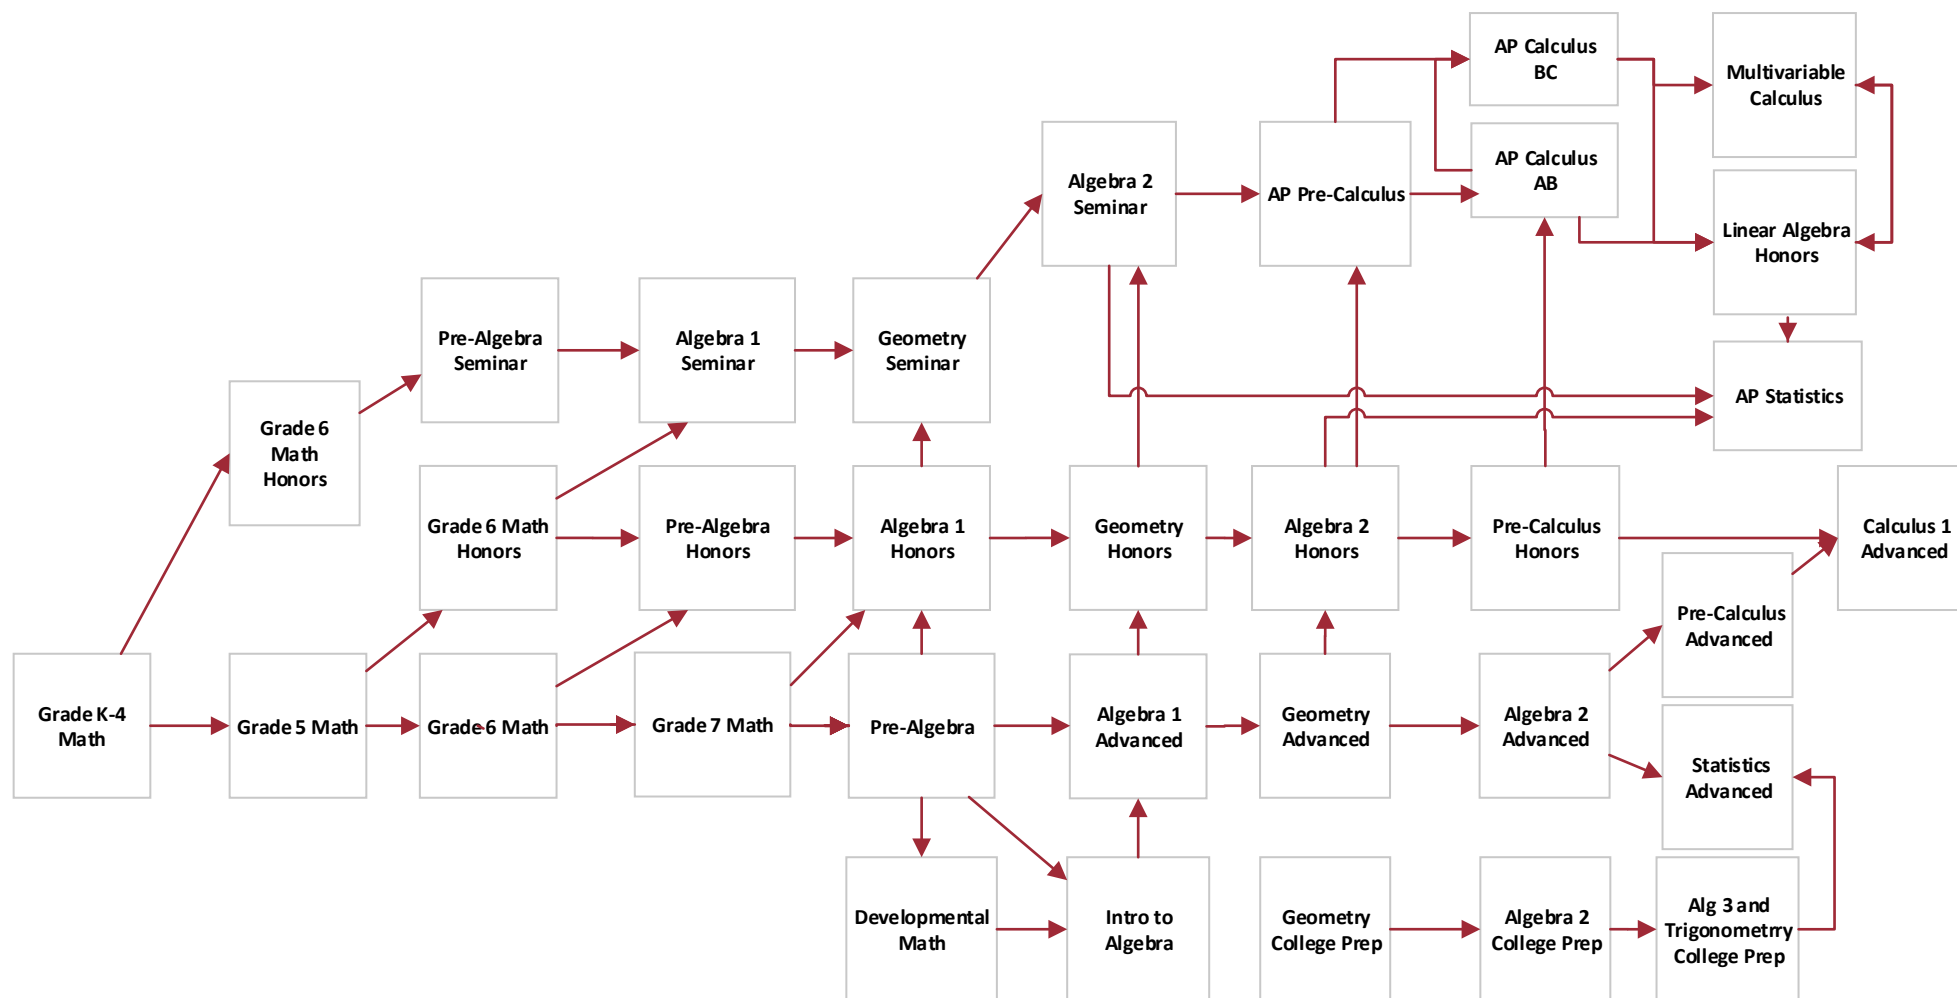 AP Calculus
BC
Multivariable
Calculus
AP Calculus
AB
Algebra 2
Seminar
AP Pre-Calculus
Linear Algebra
Honors
Pre-Algebra
Seminar
Algebra 1
Seminar
Geometry
Seminar
AP Statistics
Grade 6
Math
Honors
Grade 6 Math
Honors
Pre-Algebra
Honors
Algebra 1
Honors
Geometry
Honors
Algebra 2
Honors
Pre-Calculus
Honors
Calculus 1
Advanced
Pre-Calculus
Advanced
Grade K-4
Math
Grade 5 Math
Grade 6 Math
Grade 7 Math
Pre-Algebra
Algebra 1
Advanced
Geometry
Advanced
Algebra 2
Advanced
Statistics
Advanced
Developmental
Math
Intro to
Algebra
Geometry
College Prep
Algebra 2
College Prep
Alg 3 and
Trigonometrry
College Prep